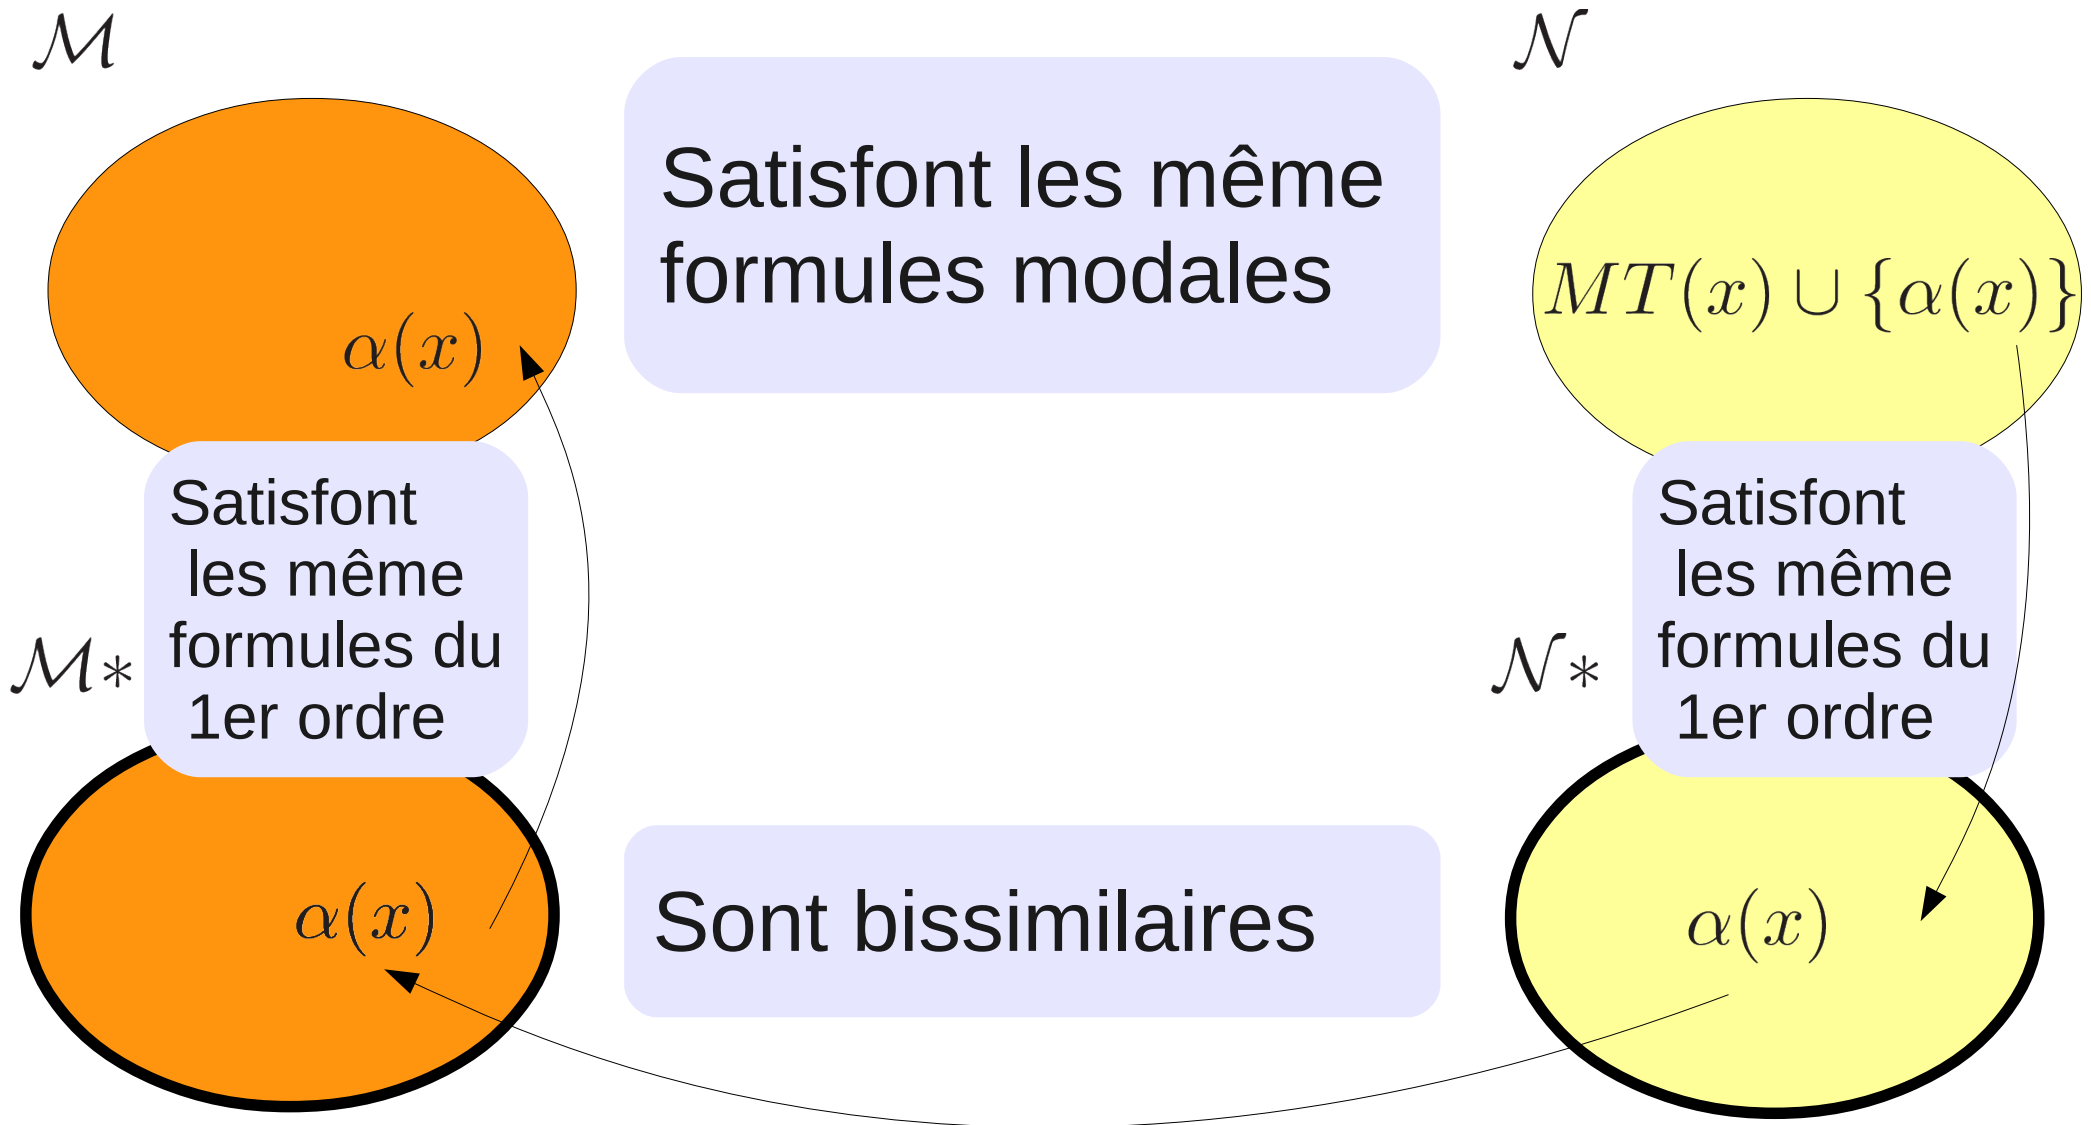 ℳ
𝒩
Satisfont les même
formules modales
α(x)
MT(x) ∪ {α(x)}
Satisfont
les même
formules du
1er ordre
Satisfont
les même
formules du
1er ordre
ℳ*
𝒩*
α(x)
Sont bissimilaires
α(x)